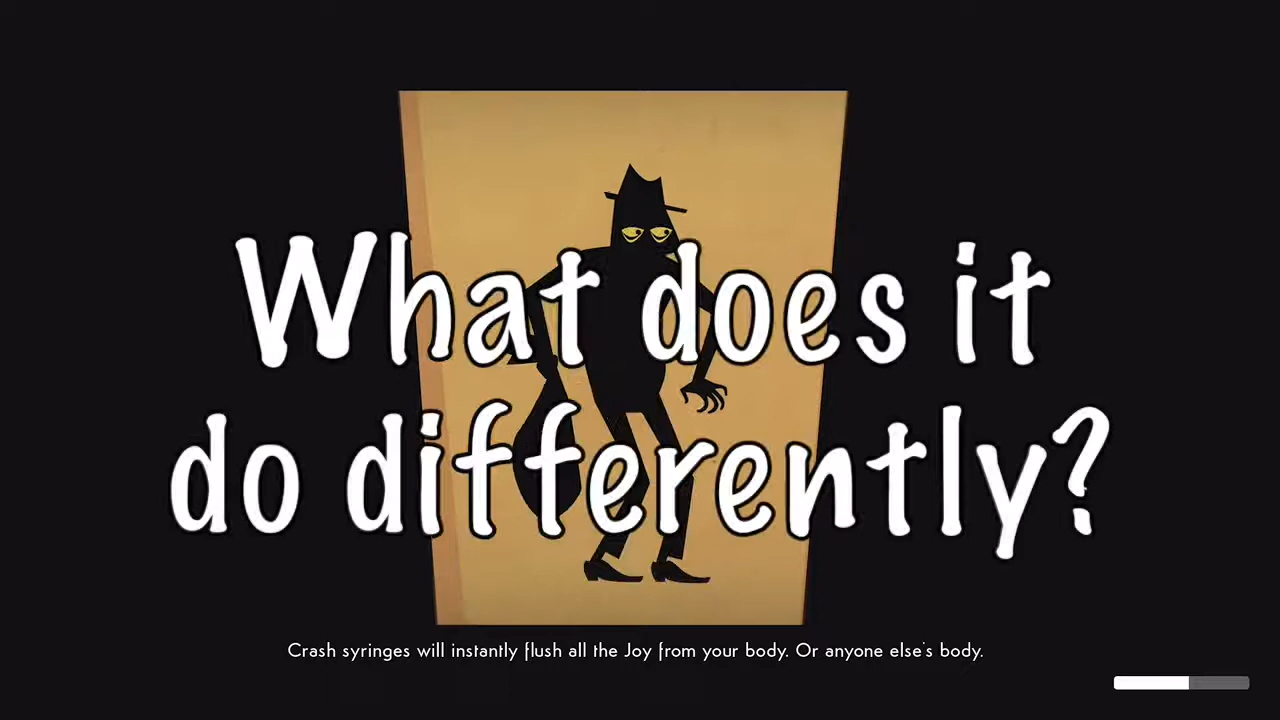 What does it
do differently?
Crash syringes will instantly flush all the Joy from your body. Or anyone else's body.